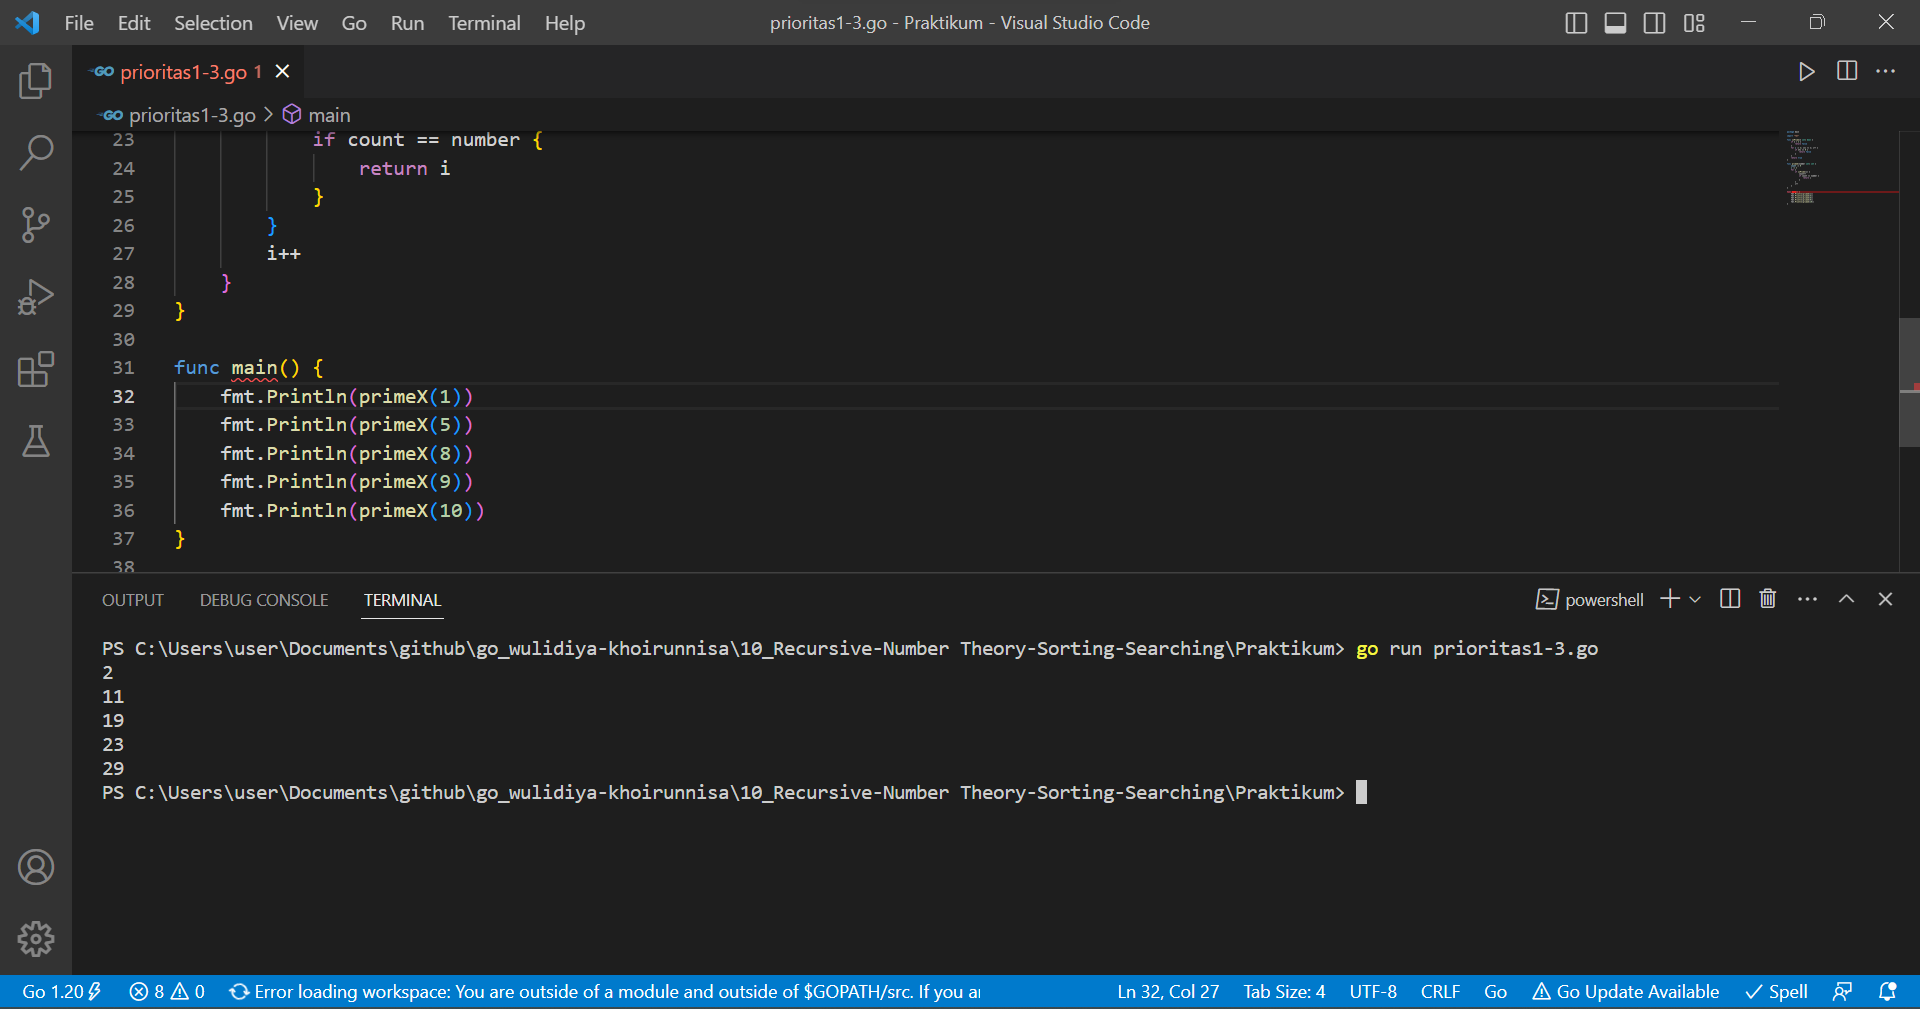 File Edit Selection View Go Run Terminal Help prioritas1-3.go - Praktikum - Visual Studio Code
GO prioritas1-3.go 1
GO prioritas1-3.go > main
23 if count == number {
24 return i
25 }
26 }
27 i++
28 }
29 }
30
31 func main() {
32 fmt.Println(primeX(1))
33 fmt.Println(primeX(5))
34 fmt.Println(primeX(8))
35 fmt.Println(primeX(9))
36 fmt.Println(primeX(10))
37 }
38
OUTPUT DEBUG CONSOLE TERMINAL powershell
PS C:\Users\user\Documents\github\go_wulidiya-khoirunnisa\10_Recursive-Number Theory-Sorting-Searching\Praktikum> go run prioritas1-3.go
2
11
19
23
29
PS C:\Users\user\Documents\github\go_wulidiya-khoirunnisa\10_Recursive-Number Theory-Sorting-Searching\Praktikum>
Go 1.20 8 0 Error loading workspace: You are outside of a module and outside of $GOPATH/src. If you Ln 32, Col 27 Tab Size: 4 UTF-8 CRLF Go Go Update Available Spell